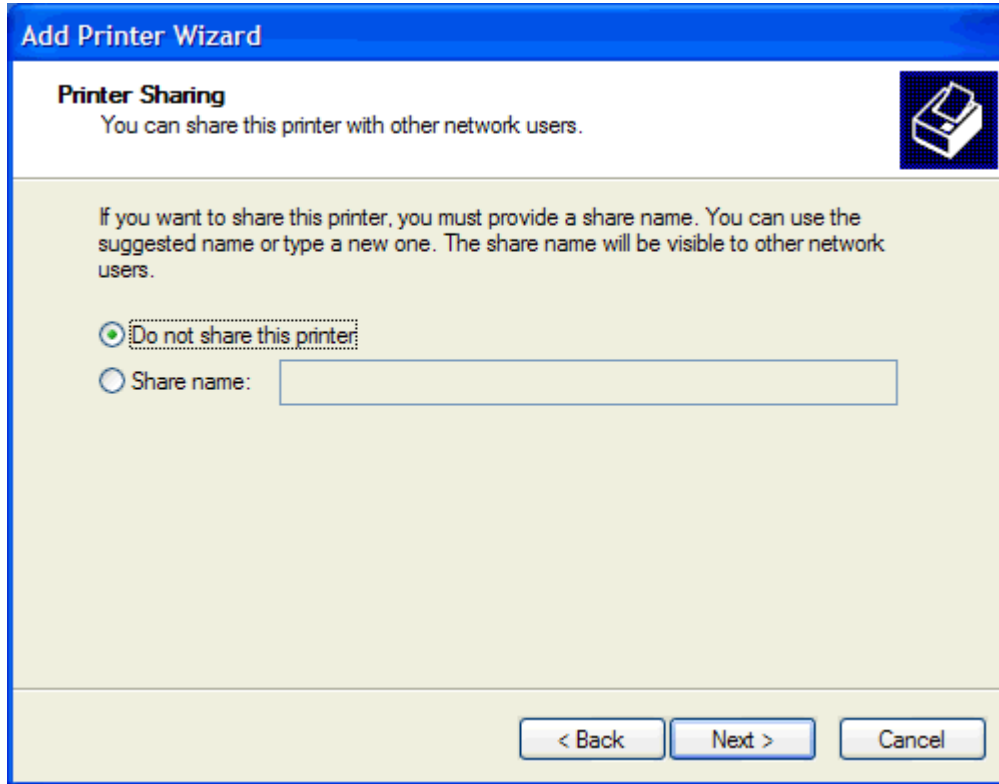 Add Printer Wizard
Printer Sharing
You can share this printer with other network users.
If you want to share this printer, you must provide a share name. You can use the
suggested name or type a new one. The share name will be visible to other network
users.
Do not share this printer
Share name:
< Back Next > Cancel